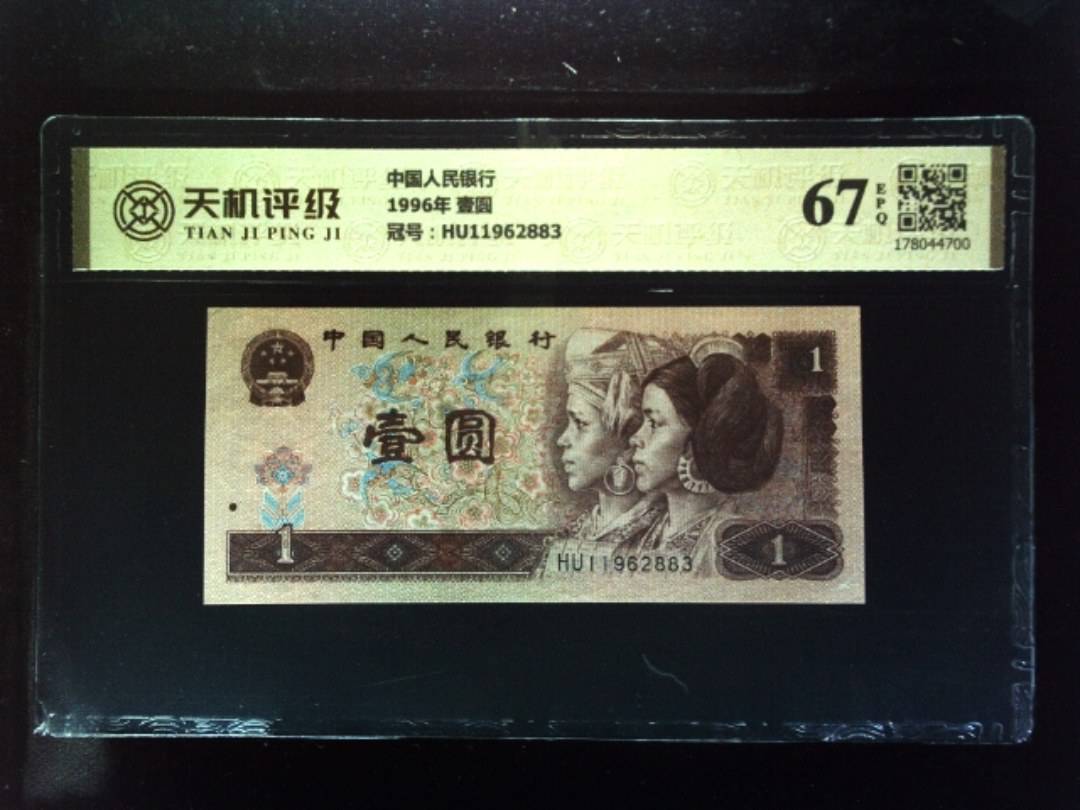 天机评级
TIAN JI PING JI
中国人民银行
1996年 壹圆
冠号：HU11962883
67
EPQ
178044700
中国人民银行
1
壹圆
1
HU11962883
1